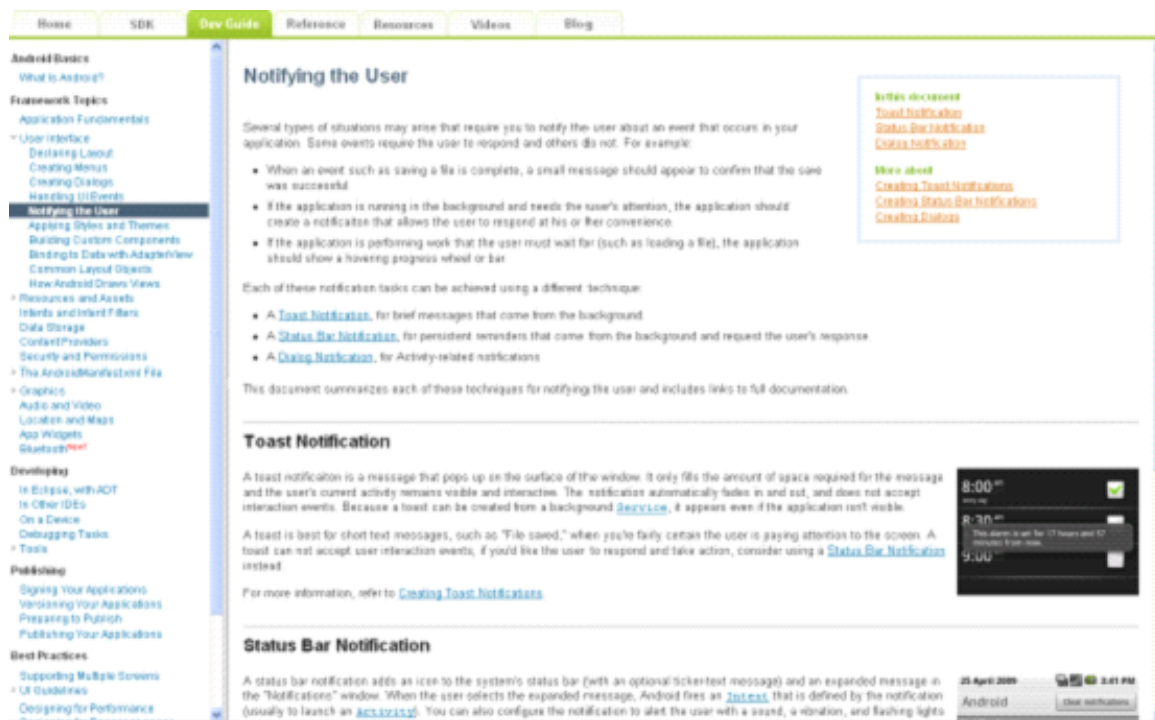 Home SDK Dev Guide Reference Resources Videos Blog
Android Basics
What is Android?
Framework Topics
Application Fundamentals
User Interface
Declaring Layout
Creating Menus
Creating Dialogs
Handling UI Events
Notifying the User
Applying Styles and Themes
Building Custom Components
Binding to Data with AdapterView
Common Layout Objects
How Android Draws Views
Resources and Assets
Intents and Intent Filters
Data Storage
Content Providers
Security and Permissions
The AndroidManifest.xml File
Graphics
Audio and Video
Location and Maps
App Widgets
Bluetooth new!
Developing
In Eclipse, with ADT
In Other IDEs
On a Device
Debugging Tasks
Tools
Publishing
Signing Your Applications
Versioning Your Applications
Preparing to Publish
Publishing Your Applications
Best Practices
Supporting Multiple Screens
UI Guidelines
Designing for Performance
Notifying the User
Several types of situations may arise that require you to notify the user about an event that occurs in your
application. Some events require the user to respond and others do not. For example:
When an event such as saving a file is complete, a small message should appear to confirm that the save
was successful.
If the application is running in the background and needs the user's attention, the application should
create a notificaiton that allows the user to respond at his or her convenience.
If the application is performing work that the user must wait for (such as loading a file), the application
should show a hovering progress wheel or bar.
Each of these notification tasks can be achieved using a different technique:
A Toast Notification, for brief messages that come from the background.
A Status Bar Notification, for persistent reminders that come from the background and request the user's response.
A Dialog Notification, for Activity-related notifications.
This document summarizes each of these techniques for notifying the user and includes links to full documentation.
In this document
Toast Notification
Status Bar Notification
Dialog Notification
More about
Creating Toast Notifications
Creating Status Bar Notifications
Creating Dialogs
Toast Notification
A toast notificaiton is a message that pops up on the surface of the window. It only fills the amount of space required for the message
and the user's current activity remains visible and interactive. The notification automatically fades in and out, and does not accept
interaction events. Because a toast can be created from a background Service, it appears even if the application isn't visible.
A toast is best for short text messages, such as "File saved," when you're fairly certain the user is paying attention to the screen. A
toast can not accept user interaction events; if you'd like the user to respond and take action, consider using a Status Bar Notification
instead.
For more information, refer to Creating Toast Notifications.
8:00 am
8:30 am
This alarm is set for 17 hours and 57
minutes from now.
9:00 am
Status Bar Notification
A status bar notification adds an icon to the system's status bar (with an optional ticker-text message) and an expanded message in
the "Notifications" window. When the user selects the expanded message, Android fires an Intent that is defined by the notification
(usually to launch an Activity). You can also configure the notification to alert the user with a sound, a vibration, and flashing lights
25 April 2009 3:41 PM
Android Clear notifications